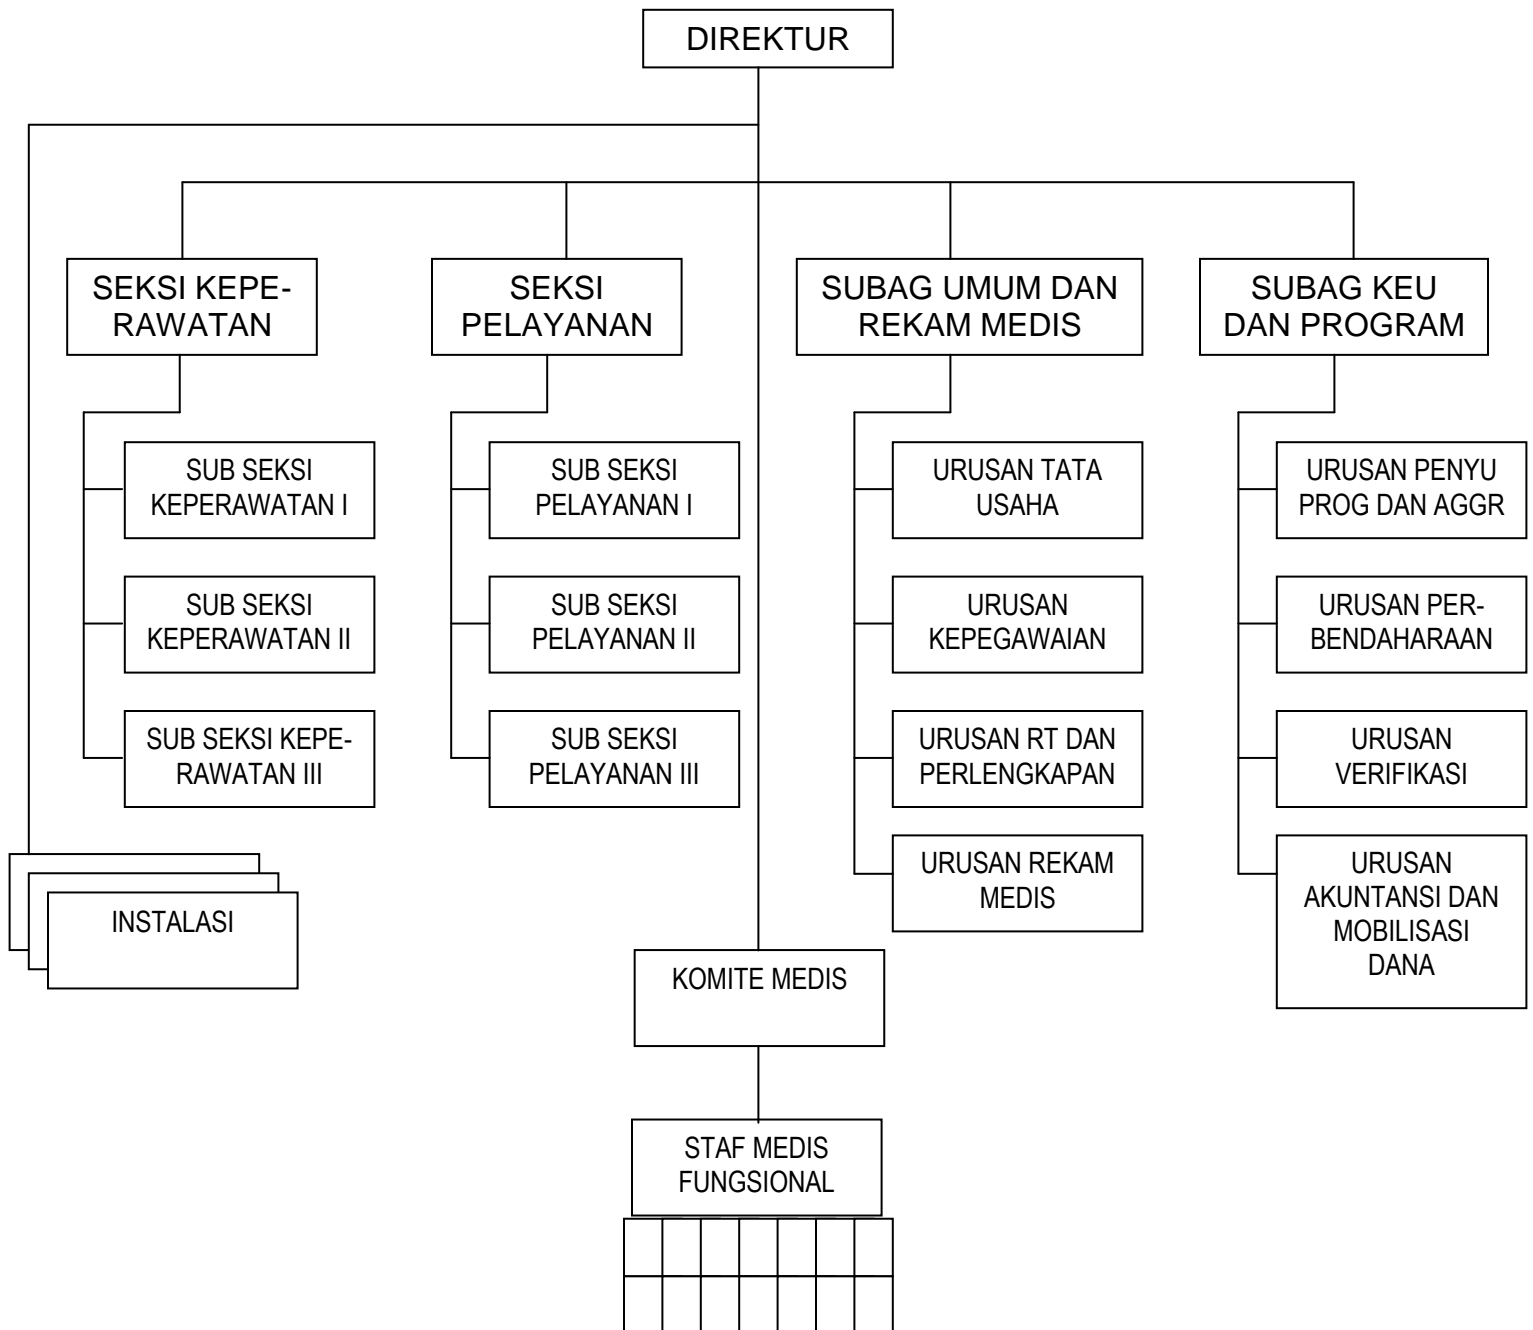 DIREKTUR
SEKSI KEPE-
RAWATAN
SEKSI
PELAYANAN
SUBAG UMUM DAN
REKAM MEDIS
SUBAG KEU
DAN PROGRAM
SUB SEKSI
KEPERAWATAN I
SUB SEKSI
PELAYANAN I
URUSAN TATA
USAHA
URUSAN PENYU
PROG DAN AGGR
SUB SEKSI
KEPERAWATAN II
SUB SEKSI
PELAYANAN II
URUSAN
KEPEGAWAIAN
URUSAN PER-
BENDAHARAAN
SUB SEKSI KEPE-
RAWATAN III
SUB SEKSI
PELAYANAN III
URUSAN RT DAN
PERLENGKAPAN
URUSAN
VERIFIKASI
URUSAN REKAM
MEDIS
URUSAN
AKUNTANSI DAN
MOBILISASI
DANA
INSTALASI
KOMITE MEDIS
STAF MEDIS
FUNGSIONAL